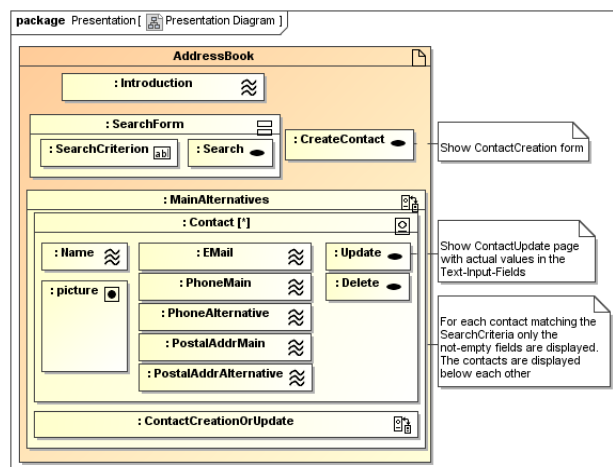 package Presentation [ Presentation Diagram ]
AddressBook
: Introduction
: SearchForm
: SearchCriterion ab|
: Search
: CreateContact
Show ContactCreation form
: MainAlternatives
: Contact [*]
: Name
: EMail
: Update
: picture
: PhoneMain
: Delete
: PhoneAlternative
: PostalAddrMain
: PostalAddrAlternative
Show ContactUpdate page
with actual values in the
Text-Input-Fields
For each contact matching the
SearchCriteria only the
not-empty fields are displayed.
The contacts are displayed
below each other
: ContactCreationOrUpdate